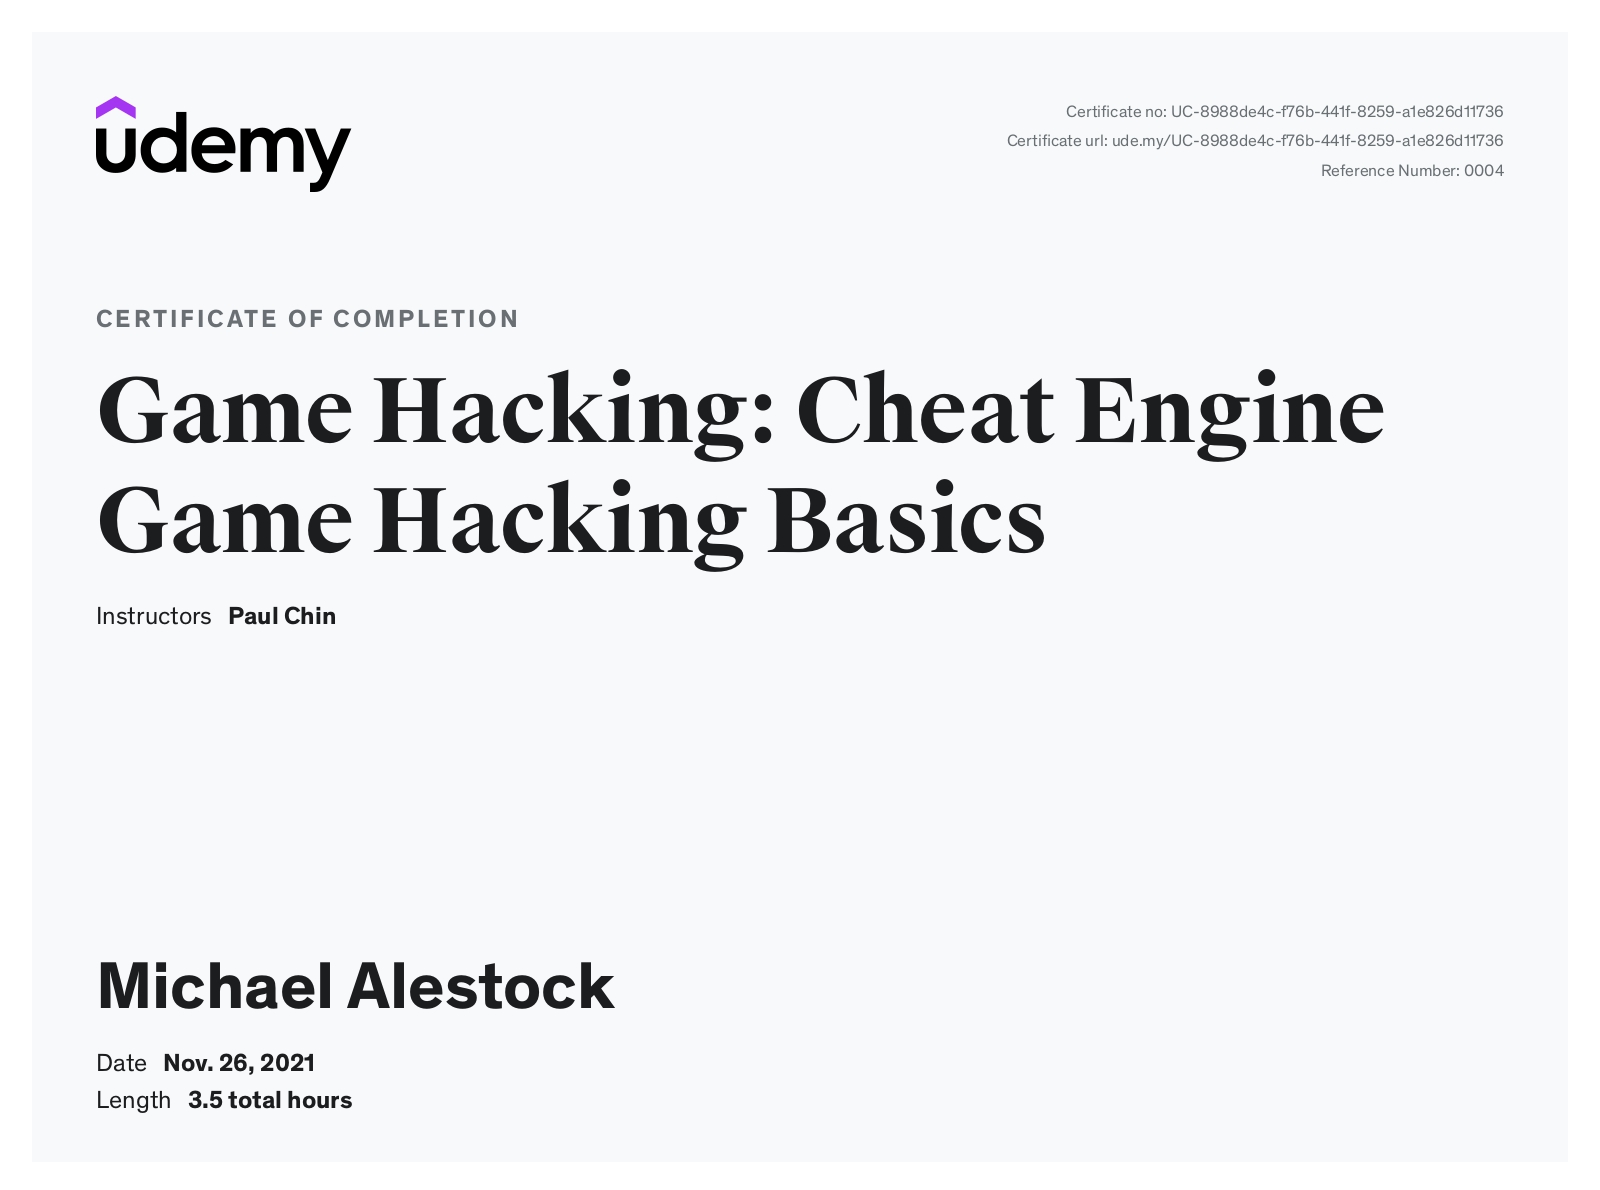 udemy
Certificate no: UC-8988de4c-f76b-441f-8259-a1e826d11736
Certificate url: ude.my/UC-8988de4c-f76b-441f-8259-a1e826d11736
Reference Number: 0004
CERTIFICATE OF COMPLETION
Game Hacking: Cheat Engine
Game Hacking Basics
Instructors Paul Chin
Michael Alestock
Date Nov. 26, 2021
Length 3.5 total hours